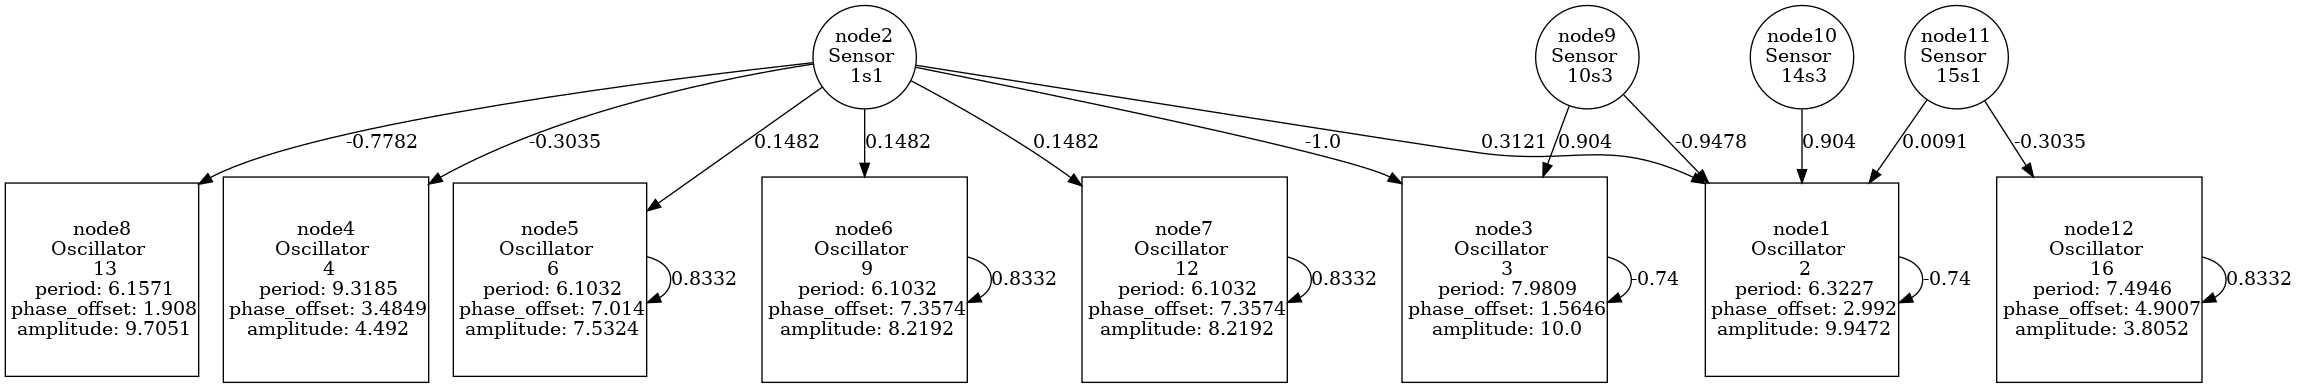 node2
Sensor
1s1
node9
Sensor
10s3
node10
Sensor
14s3
node11
Sensor
15s1
-0.7782
-0.3035
0.1482
0.1482
0.1482
-1.0
0.3121
0.904
-0.9478
0.904
0.0091
-0.3035
node8
Oscillator
13
period: 6.1571
phase_offset: 1.908
amplitude: 9.7051
node4
Oscillator
4
period: 9.3185
phase_offset: 3.4849
amplitude: 4.492
node5
Oscillator
6
period: 6.1032
phase_offset: 7.014
amplitude: 7.5324
0.8332
node6
Oscillator
9
period: 6.1032
phase_offset: 7.3574
amplitude: 8.2192
0.8332
node7
Oscillator
12
period: 6.1032
phase_offset: 7.3574
amplitude: 8.2192
0.8332
node3
Oscillator
3
period: 7.9809
phase_offset: 1.5646
amplitude: 10.0
-0.74
node1
Oscillator
2
period: 6.3227
phase_offset: 2.992
amplitude: 9.9472
-0.74
node12
Oscillator
16
period: 7.4946
phase_offset: 4.9007
amplitude: 3.8052
0.8332